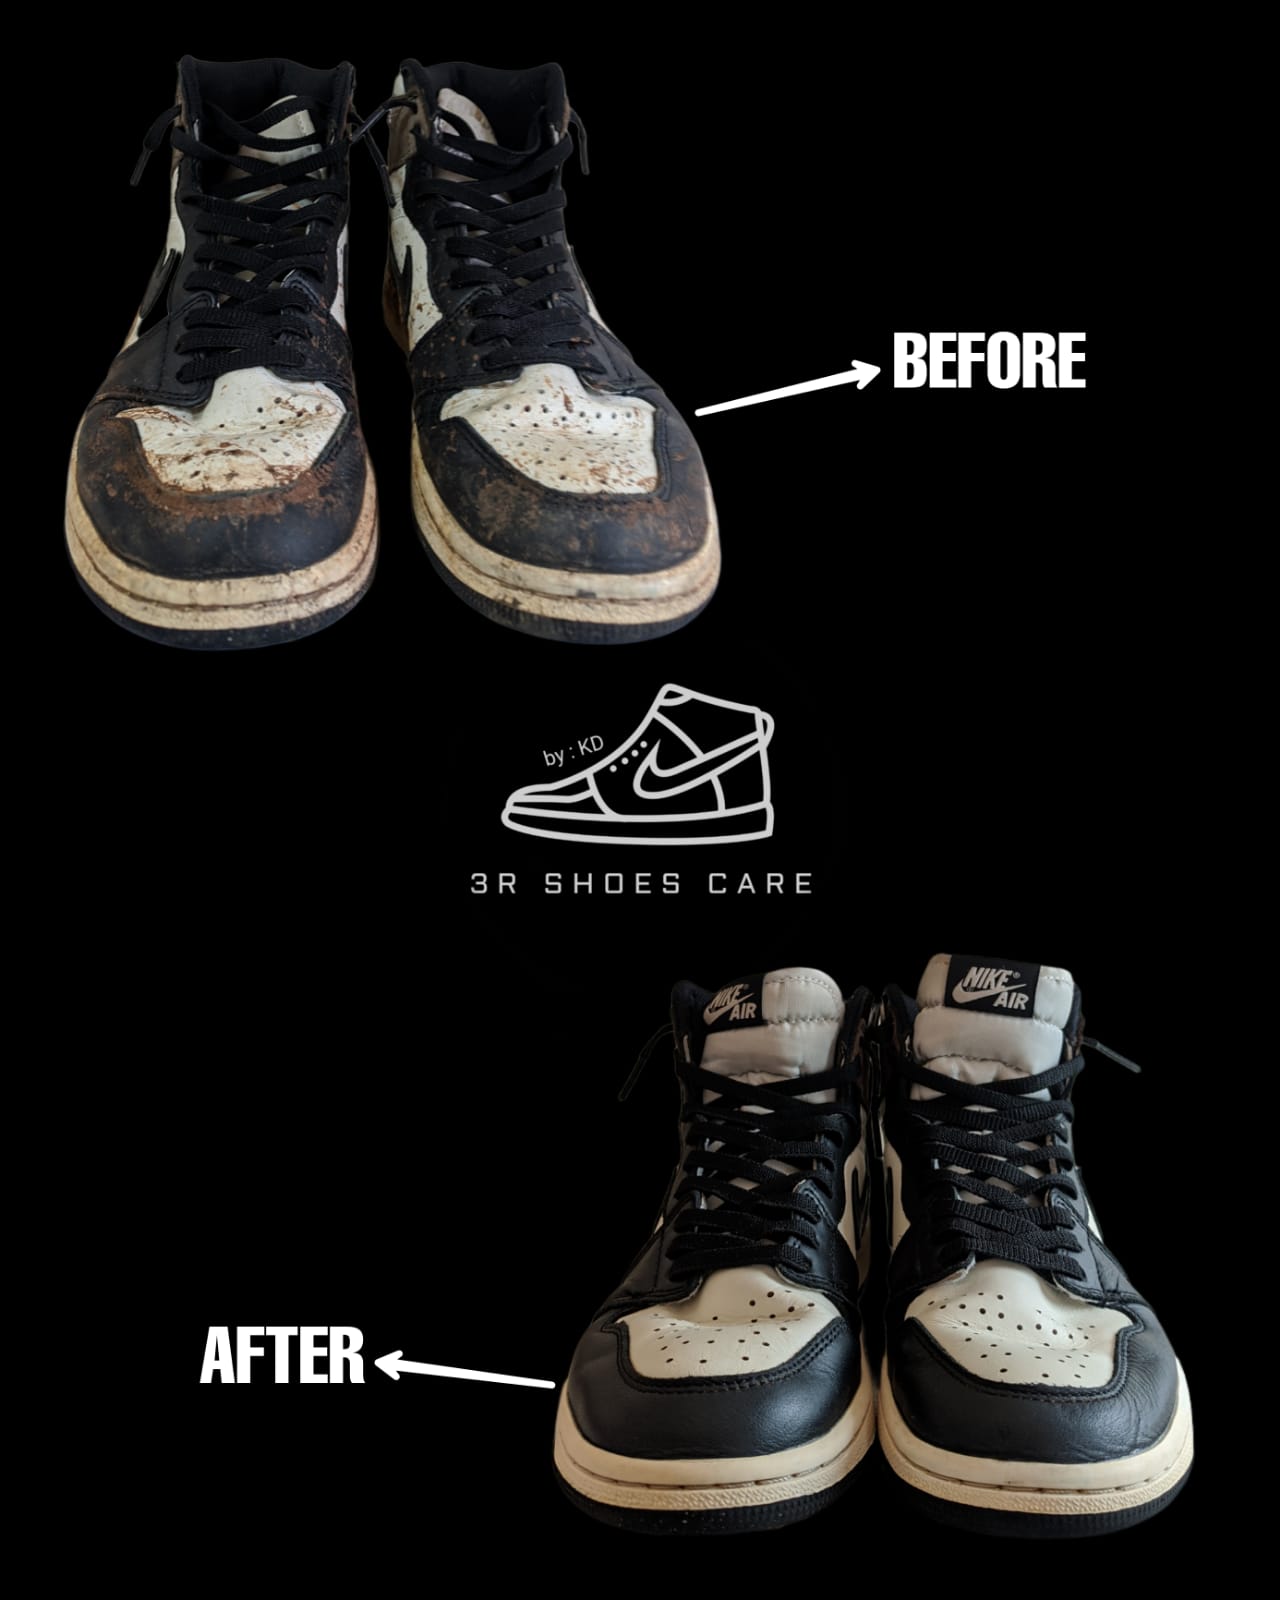 BEFORE
by : KD
3R SHOES CARE
NIKE
AIR
NIKE®
AIR
AFTER